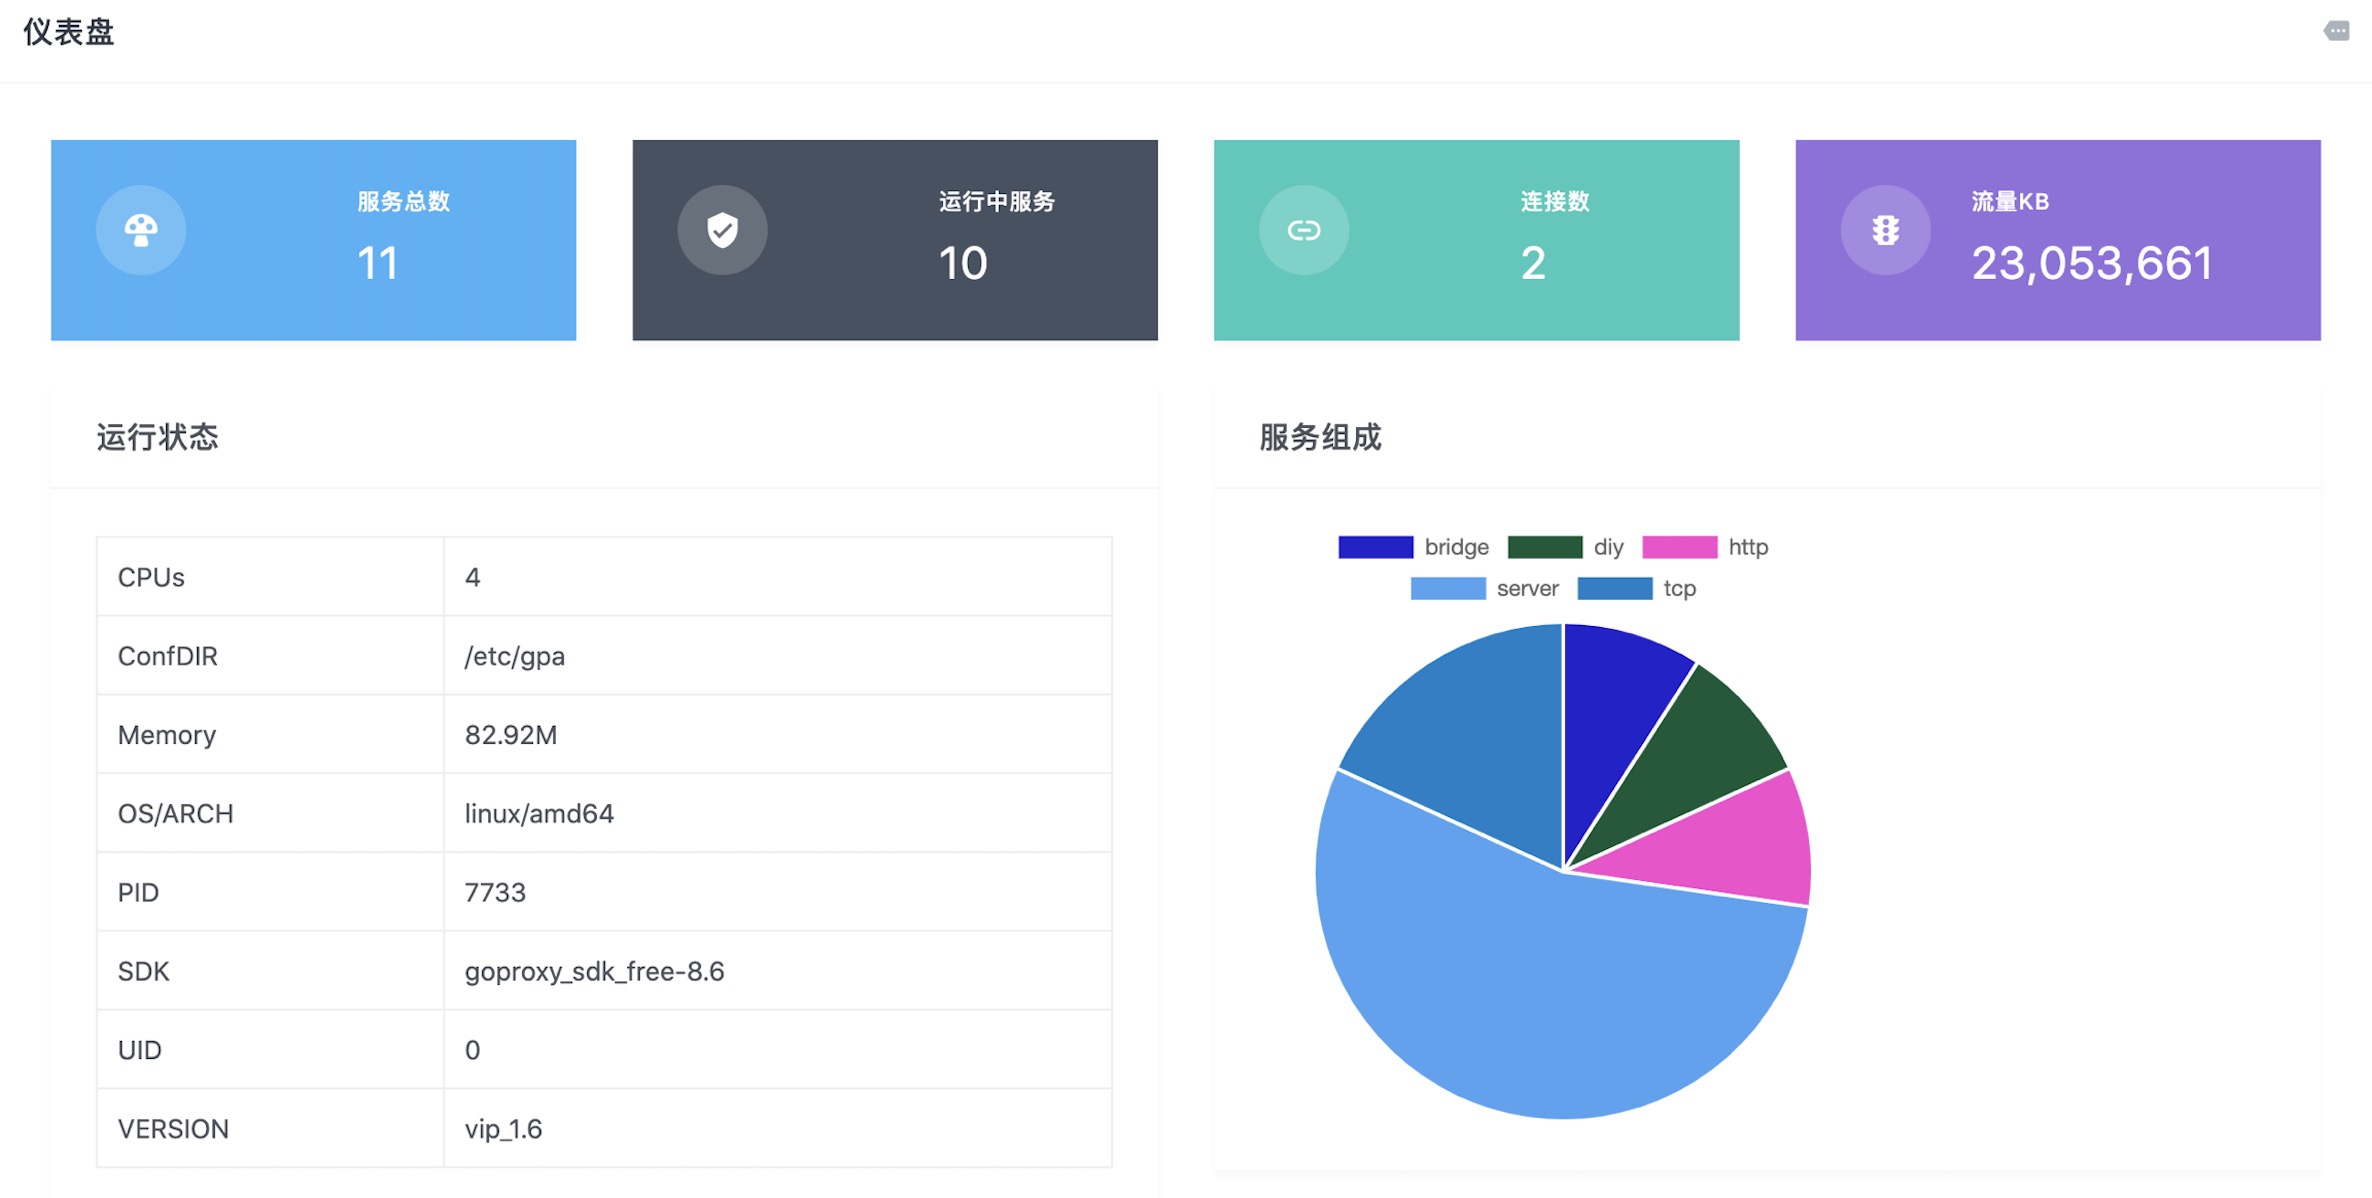 仪表盘
服务总数
11
运行中服务
10
连接数
2
流量KB
23,053,661
运行状态
CPUs 4
ConfDIR /etc/gpa
Memory 82.92M
OS/ARCH linux/amd64
PID 7733
SDK goproxy_sdk_free-8.6
UID 0
VERSION vip_1.6
服务组成
bridge diy http
server tcp